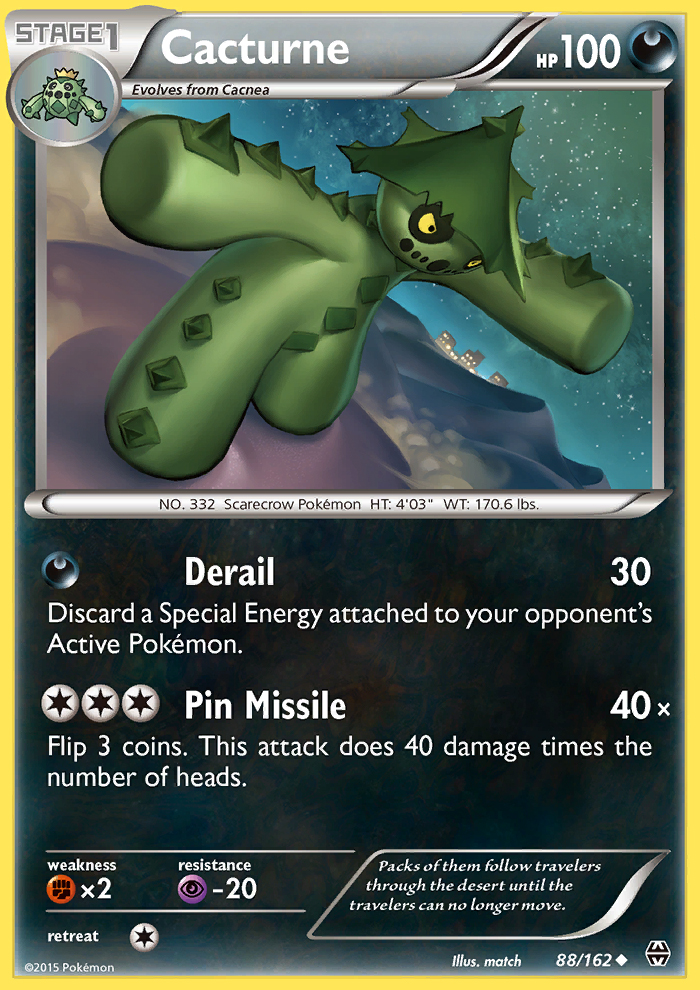 STAGE1
Cacturne
HP100
Evolves from Cacnea
NO. 332 Scarecrow Pokémon HT: 4'03" WT: 170.6 lbs.
Derail 30
Discard a Special Energy attached to your opponent's
Active Pokémon.
Pin Missile 40×
Flip 3 coins. This attack does 40 damage times the
number of heads.
weakness
×2
resistance
-20
retreat
Packs of them follow travelers
through the desert until the
travelers can no longer move.
©2015 Pokémon
Illus. match
88/162